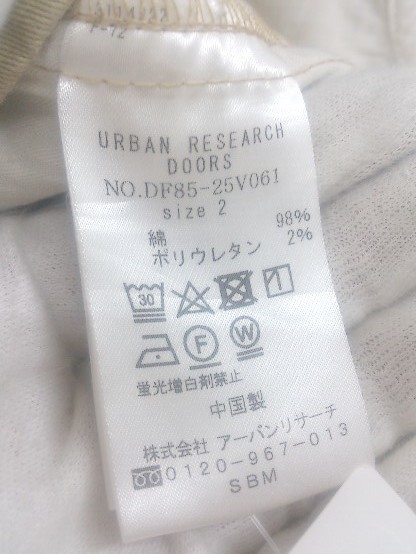 URBAN RESEARCH
DOORS
NO.DF85-25V061
size 2
綿 98%
ポリウレタン 2%
30
F W
蛍光増白剤禁止
中国製
株式会社 アーバンリサーチ
0120-967-013
SBM